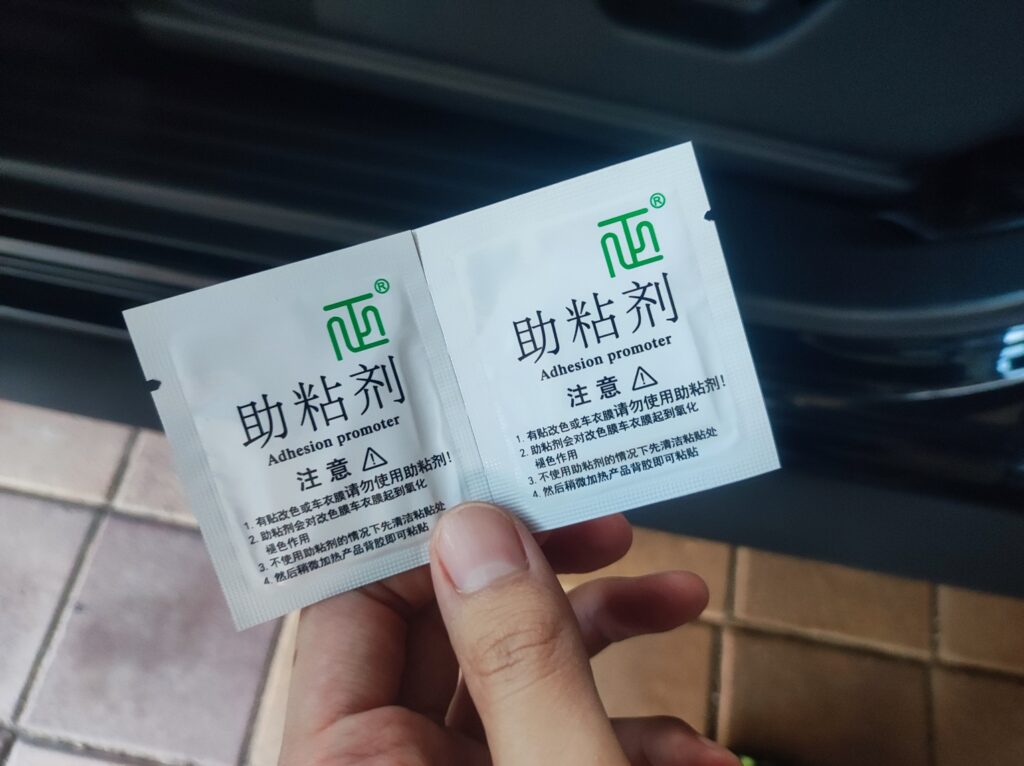 ®
助粘剂
Adhesion promoter
注意
1. 有贴改色或车衣膜请勿使用助粘剂!
2. 助粘剂会对改色膜车衣膜起到氧化
褪色作用
3. 不使用助粘剂的情况下先清洁粘贴处
4. 然后稍微加热产品背胶即可粘贴
®
助粘剂
Adhesion promoter
注意
1. 有贴改色或车衣膜请勿使用助粘剂!
2. 助粘剂会对改色膜车衣膜起到氧化
褪色作用
3. 不使用助粘剂的情况下先清洁粘贴处
4. 然后稍微加热产品背胶即可粘贴